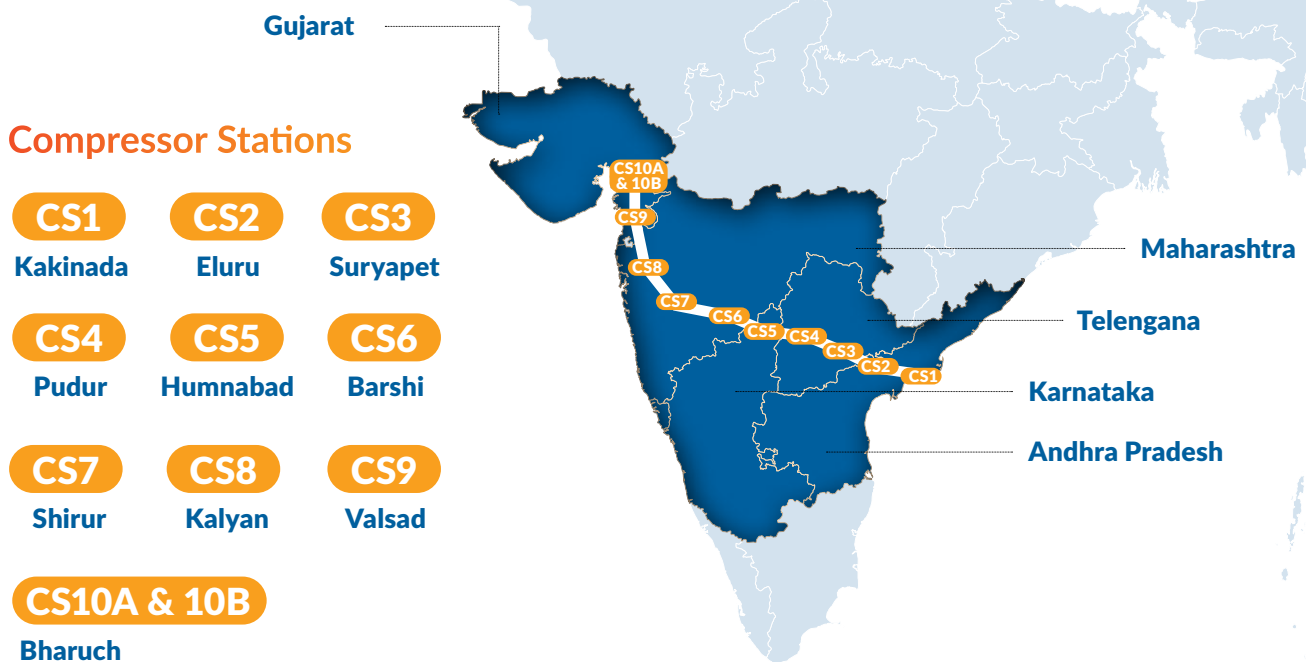 Gujarat
Compressor Stations
CS1
CS2
CS3
Kakinada
Eluru
Suryapet
CS4
CS5
CS6
Pudur
Humnabad
Barshi
CS7
CS8
CS9
Shirur
Kalyan
Valsad
CS10A & 10B
Bharuch
CS10A
& 10B
CS9
CS8
CS7
CS6
CS5
CS4
CS3
CS2
CS1
Maharashtra
Telengana
Karnataka
Andhra Pradesh